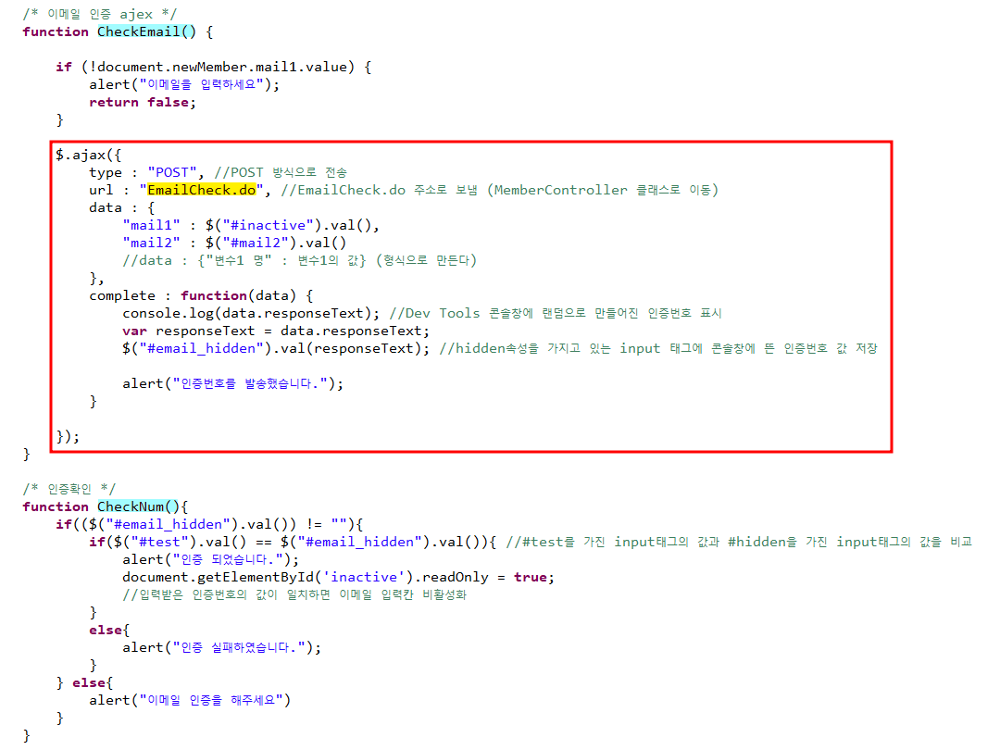 /* 이메일 인증 ajex */
function CheckEmail() {
if (!document.newMember.mail1.value) {
alert("이메일을 입력하세요");
return false;
}
$.ajax({
type : "POST", //POST 방식으로 전송
url : "EmailCheck.do", //EmailCheck.do 주소로 보냄 (MemberController 클래스로 이동)
data : {
"mail1" : $("#inactive").val(),
"mail2" : $("#mail2").val()
//data : {"변수1 명" : 변수1의 값} (형식으로 만든다)
},
complete : function(data) {
console.log(data.responseText); //Dev Tools 콘솔창에 랜덤으로 만들어진 인증번호 표시
var responseText = data.responseText;
$("#email_hidden").val(responseText); //hidden속성을 가지고 있는 input 태그에 콘솔창에 뜬 인증번호 값 저장
alert("인증번호를 발송했습니다.");
}
});
}
/* 인증확인 */
function CheckNum(){
if(($("#email_hidden").val()) != ""){
if($("#test").val() == $("#email_hidden").val()){ //#test를 가진 input태그의 값과 #hidden을 가진 input태그의 값을 비교
alert("인증 되었습니다.");
document.getElementById('inactive').readOnly = true;
//입력받은 인증번호의 값이 일치하면 이메일 입력칸 비활성화
}
else{
alert("인증 실패하였습니다.");
}
} else{
alert("이메일 인증을 해주세요")
}
}